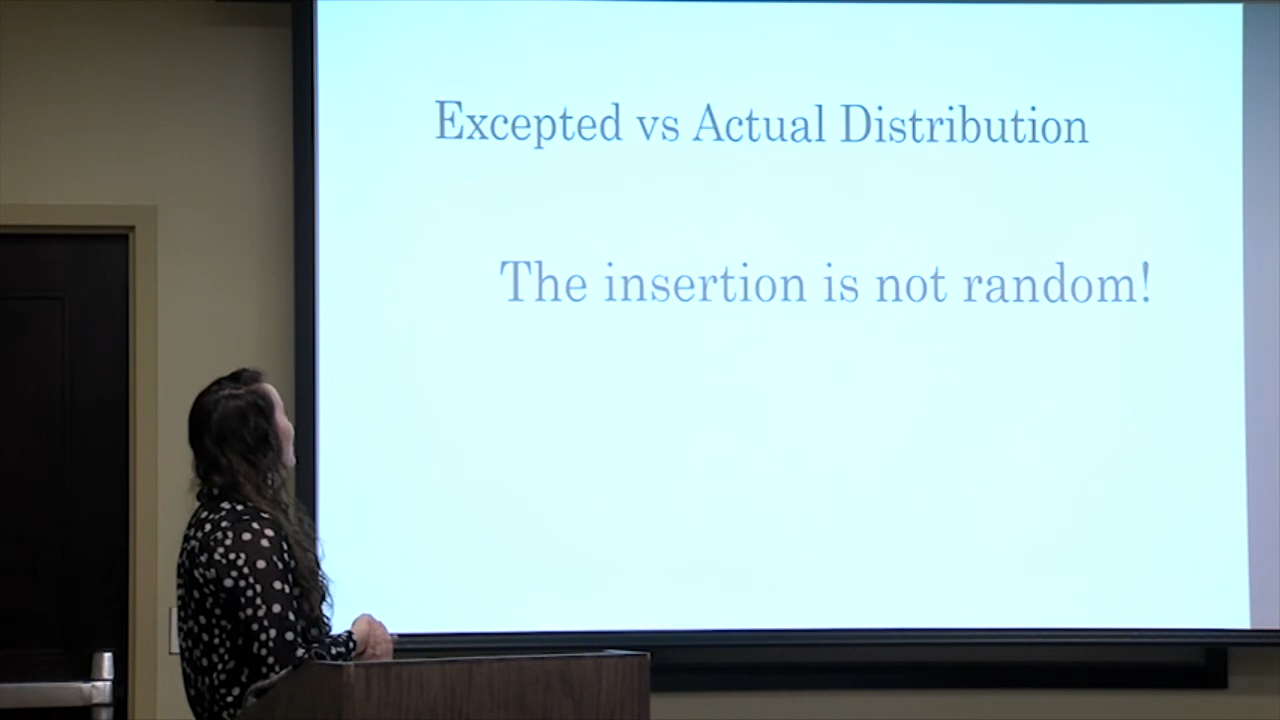 Excepted vs Actual Distribution
The insertion is not random!